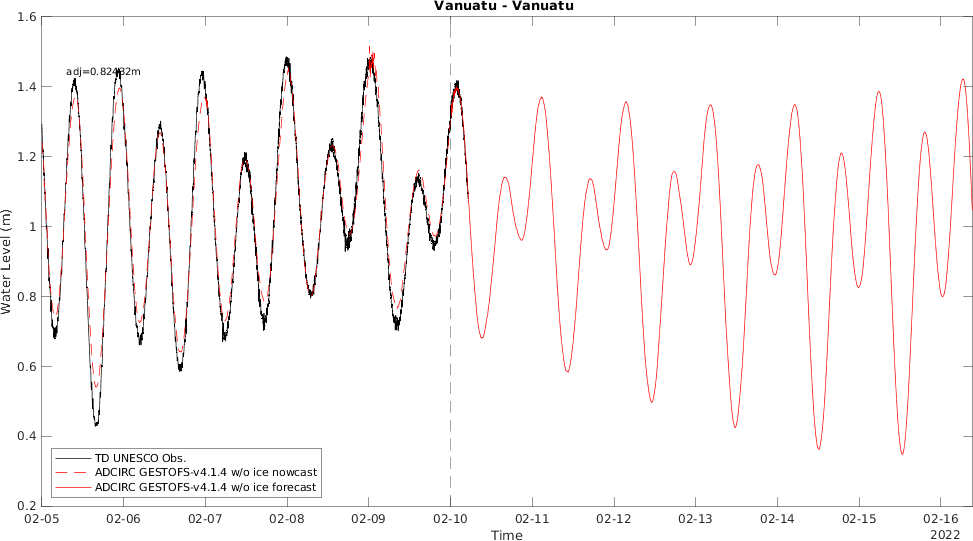 Vanuatu - Vanuatu
adj=0.82482m
Water Level (m)
1.6
1.4
1.2
1
0.8
0.6
0.4
0.2
TD UNESCO Obs.
ADCIRC GESTOFS-v4.1.4 w/o ice nowcast
ADCIRC GESTOFS-v4.1.4 w/o ice forecast
02-05 02-06 02-07 02-08 02-09 02-10 02-11 02-12 02-13 02-14 02-15 02-16
2022
Time